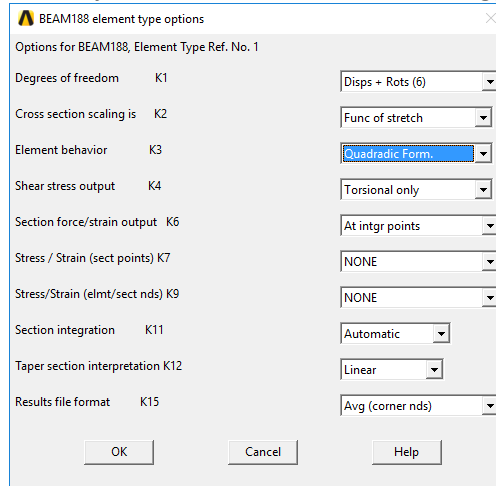 BEAM188 element type options
Options for BEAM188, Element Type Ref. No. 1
Degrees of freedom K1 Disps + Rots (6)
Cross section scaling is K2 Func of stretch
Element behavior K3 Quadradic Form.
Shear stress output K4 Torsional only
Section force/strain output K6 At intgr points
Stress / Strain (sect points) K7 NONE
Stress/Strain (elmt/sect nds) K9 NONE
Section integration K11 Automatic
Taper section interpretation K12 Linear
Results file format K15 Avg (corner nds)
OK Cancel Help